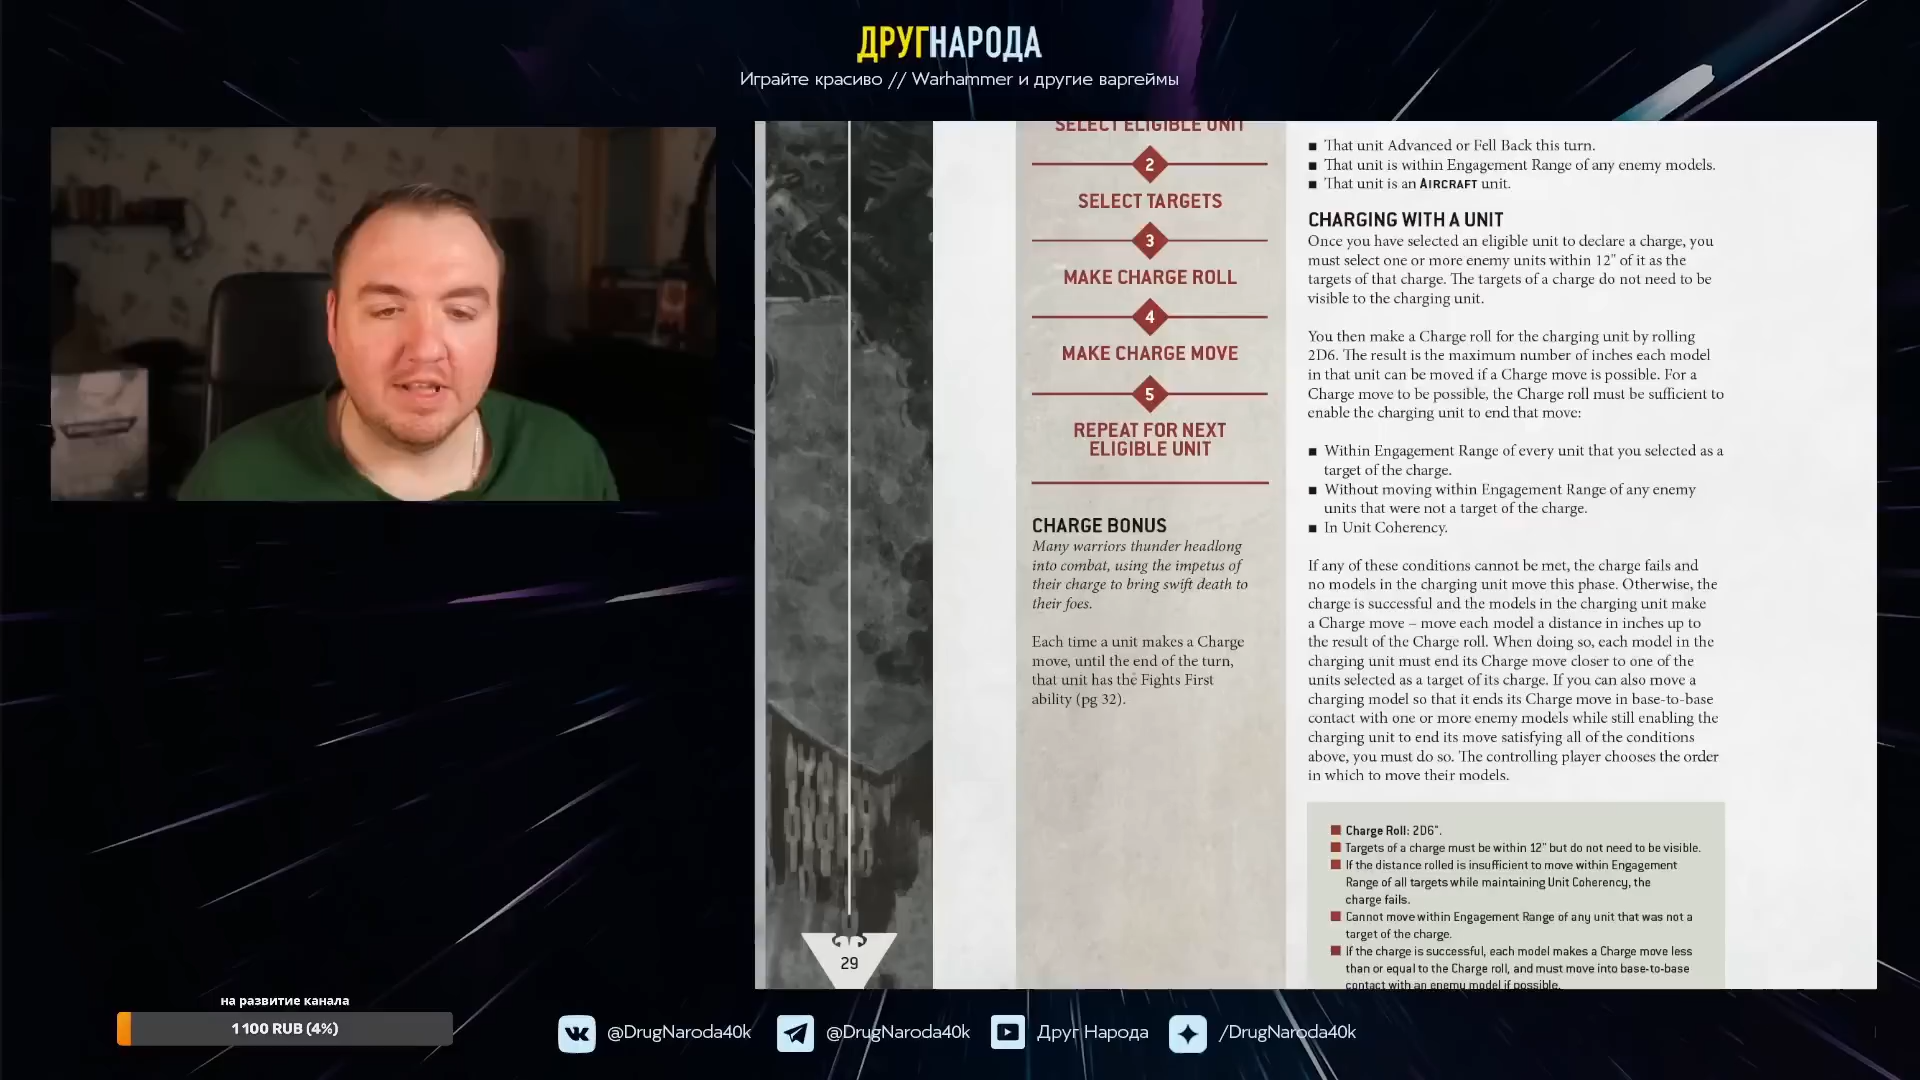 ДРУГНАРОДА
Играйте красиво // Warhammer и другие варгеймы
SELECT ELIGIBLE UNIT
2
SELECT TARGETS
3
MAKE CHARGE ROLL
4
MAKE CHARGE MOVE
5
REPEAT FOR NEXT
ELIGIBLE UNIT
CHARGE BONUS
Many warriors thunder headlong
into combat, using the impetus of
their charge to bring swift death to
their foes.
Each time a unit makes a Charge
move, until the end of the turn,
that unit has the Fights First
ability (pg 32).
29
■ That unit Advanced or Fell Back this turn.
■ That unit is within Engagement Range of any enemy models.
■ That unit is an AIRCRAFT unit.
CHARGING WITH A UNIT
Once you have selected an eligible unit to declare a charge, you
must select one or more enemy units within 12" of it as the
targets of that charge. The targets of a charge do not need to be
visible to the charging unit.
You then make a Charge roll for the charging unit by rolling
2D6. The result is the maximum number of inches each model
in that unit can be moved if a Charge move is possible. For a
Charge move to be possible, the Charge roll must be sufficient to
enable the charging unit to end that move:
■ Within Engagement Range of every unit that you selected as a
target of the charge.
■ Without moving within Engagement Range of any enemy
units that were not a target of the charge.
■ In Unit Coherency.
If any of these conditions cannot be met, the charge fails and
no models in the charging unit move this phase. Otherwise, the
charge is successful and the models in the charging unit make
a Charge move – move each model a distance in inches up to
the result of the Charge roll. When doing so, each model in the
charging unit must end its Charge move closer to one of the
units selected as a target of its charge. If you can also move a
charging model so that it ends its Charge move in base-to-base
contact with one or more enemy models while still enabling the
charging unit to end its move satisfying all of the conditions
above, you must do so. The controlling player chooses the order
in which to move their models.
■ Charge Roll: 2D6".
■ Targets of a charge must be within 12" but do not need to be visible.
■ If the distance rolled is insufficient to move within Engagement
Range of all targets while maintaining Unit Coherency, the
charge fails.
■ Cannot move within Engagement Range of any unit that was not a
target of the charge.
■ If the charge is successful, each model makes a Charge move less
than or equal to the Charge roll, and must move into base-to-base
contact with an enemy model if possible.
на развитие канала
1 100 RUB (4%)
@DrugNaroda40k
@DrugNaroda40k
Друг Народа
/DrugNaroda40k